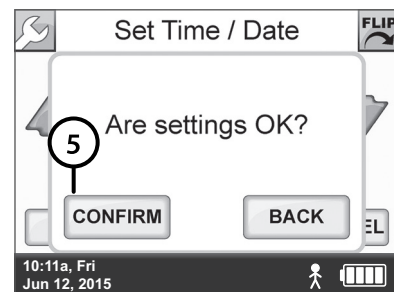 Set Time / Date
FLIP
Are settings OK?
5
CONFIRM
BACK
EL
10:11a, Fri
Jun 12, 2015